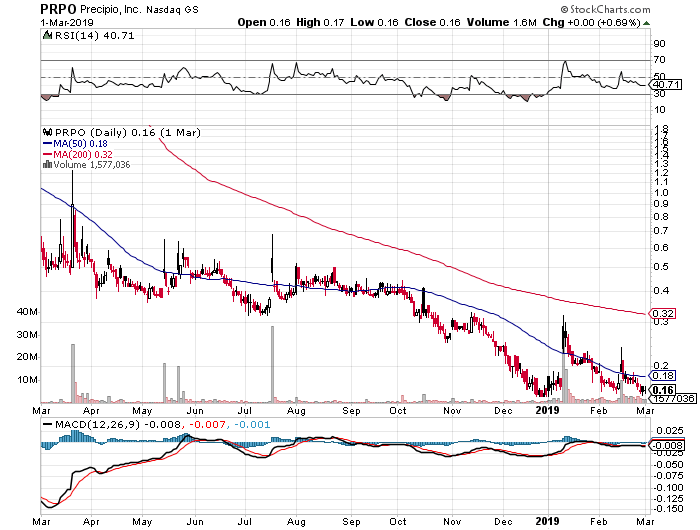 PRPO Precipio, Inc. Nasdaq GS © StockCharts.com
1-Mar-2019 Open 0.16 High 0.17 Low 0.16 Close 0.16 Volume 1.6M Chg +0.00 (+0.69%)
RSI(14) 40.71
90
70
50
40.71
30
10
PRPO (Daily) 0.16 (1 Mar)
MA(50) 0.18
MA(200) 0.32
Volume 1,577,036
1.8
1.6
1.5
1.4
1.3
1.2
1.1
1.0
0.9
0.8
0.7
0.6
0.5
0.4
0.32
0.3
0.2
0.18
0.16
1577036
40M
30M
20M
10M
Mar Apr May Jun Jul Aug Sep Oct Nov Dec 2019 Feb Mar
MACD(12,26,9) -0.008, -0.007, -0.001
0.025
-0.008
-0.025
-0.050
-0.075
-0.100
-0.125
-0.150
Mar Apr May Jun Jul Aug Sep Oct Nov Dec 2019 Feb Mar